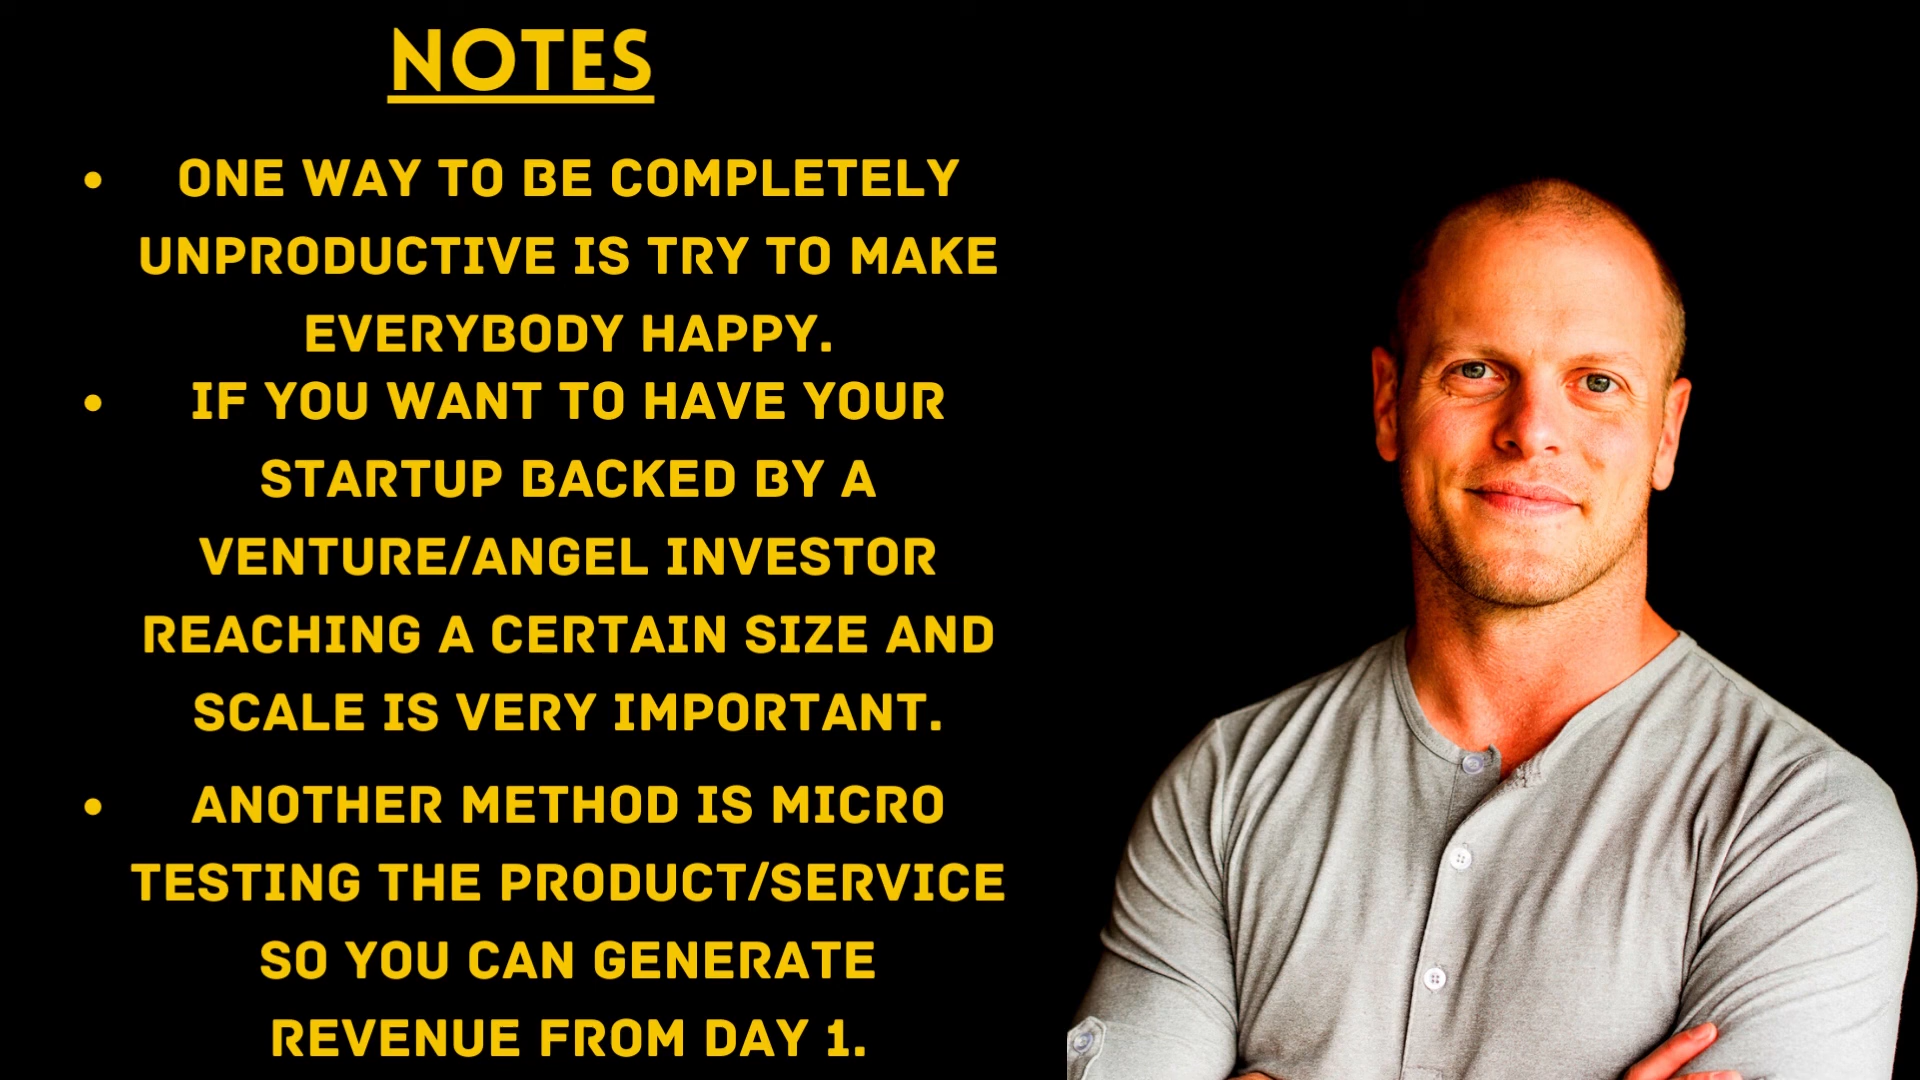 NOTES
• ONE WAY TO BE COMPLETELY
UNPRODUCTIVE IS TRY TO MAKE
EVERYBODY HAPPY.
• IF YOU WANT TO HAVE YOUR
STARTUP BACKED BY A
VENTURE/ANGEL INVESTOR
REACHING A CERTAIN SIZE AND
SCALE IS VERY IMPORTANT.
• ANOTHER METHOD IS MICRO
TESTING THE PRODUCT/SERVICE
SO YOU CAN GENERATE
REVENUE FROM DAY 1.